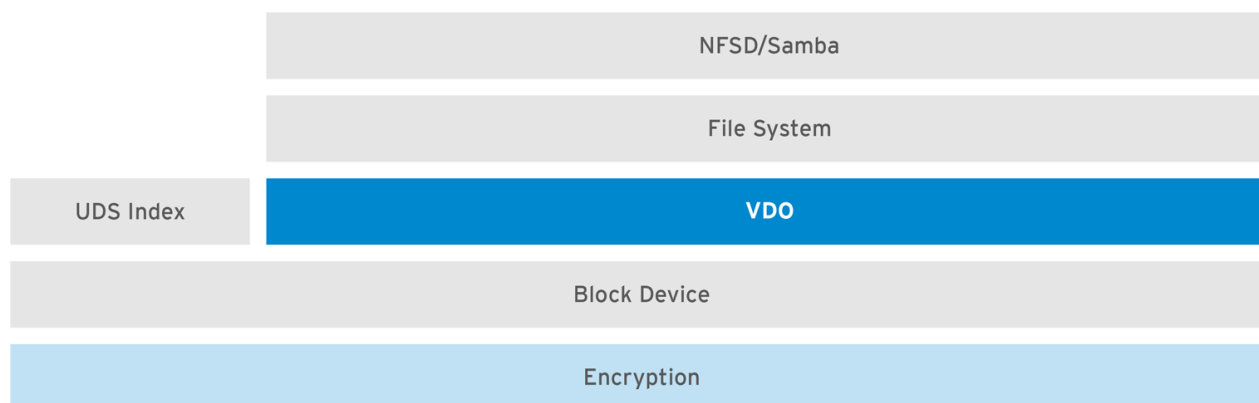 NFSD/Samba
File System
UDS Index
VDO
Block Device
Encryption